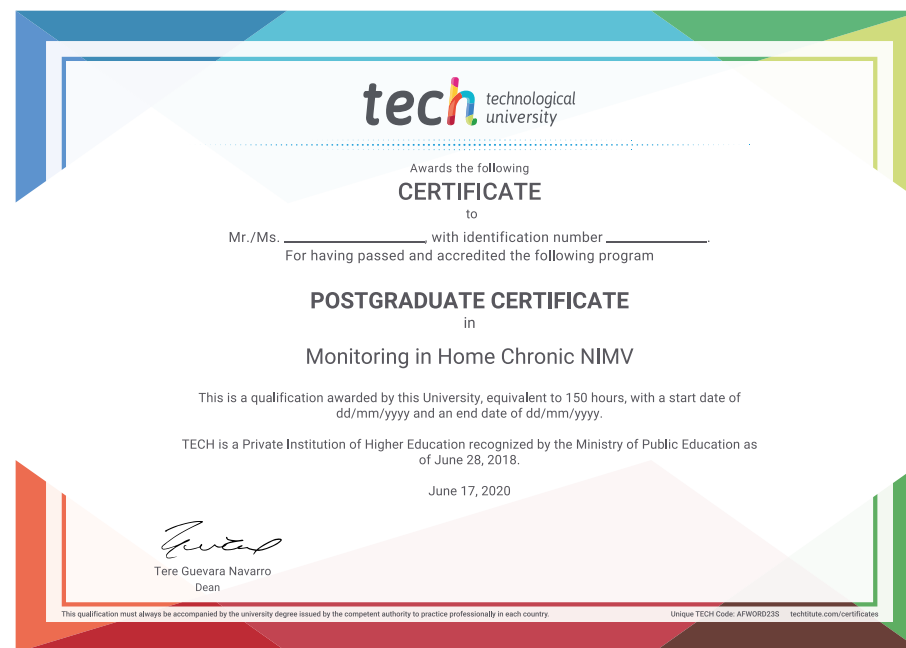 tech technological
university
Awards the following
CERTIFICATE
to
Mr./Ms. ____________, with identification number ____________.
For having passed and accredited the following program
POSTGRADUATE CERTIFICATE
in
Monitoring in Home Chronic NIMV
This is a qualification awarded by this University, equivalent to 150 hours, with a start date of
dd/mm/yyyy and an end date of dd/mm/yyyy.
TECH is a Private Institution of Higher Education recognized by the Ministry of Public Education as
of June 28, 2018.
June 17, 2020
Tere Guevara Navarro
Dean
This qualification must always be accompanied by the university degree issued by the competent authority to practice professionally in each country.
Unique TECH Code: AFWORD23S techtitute.com/certificates